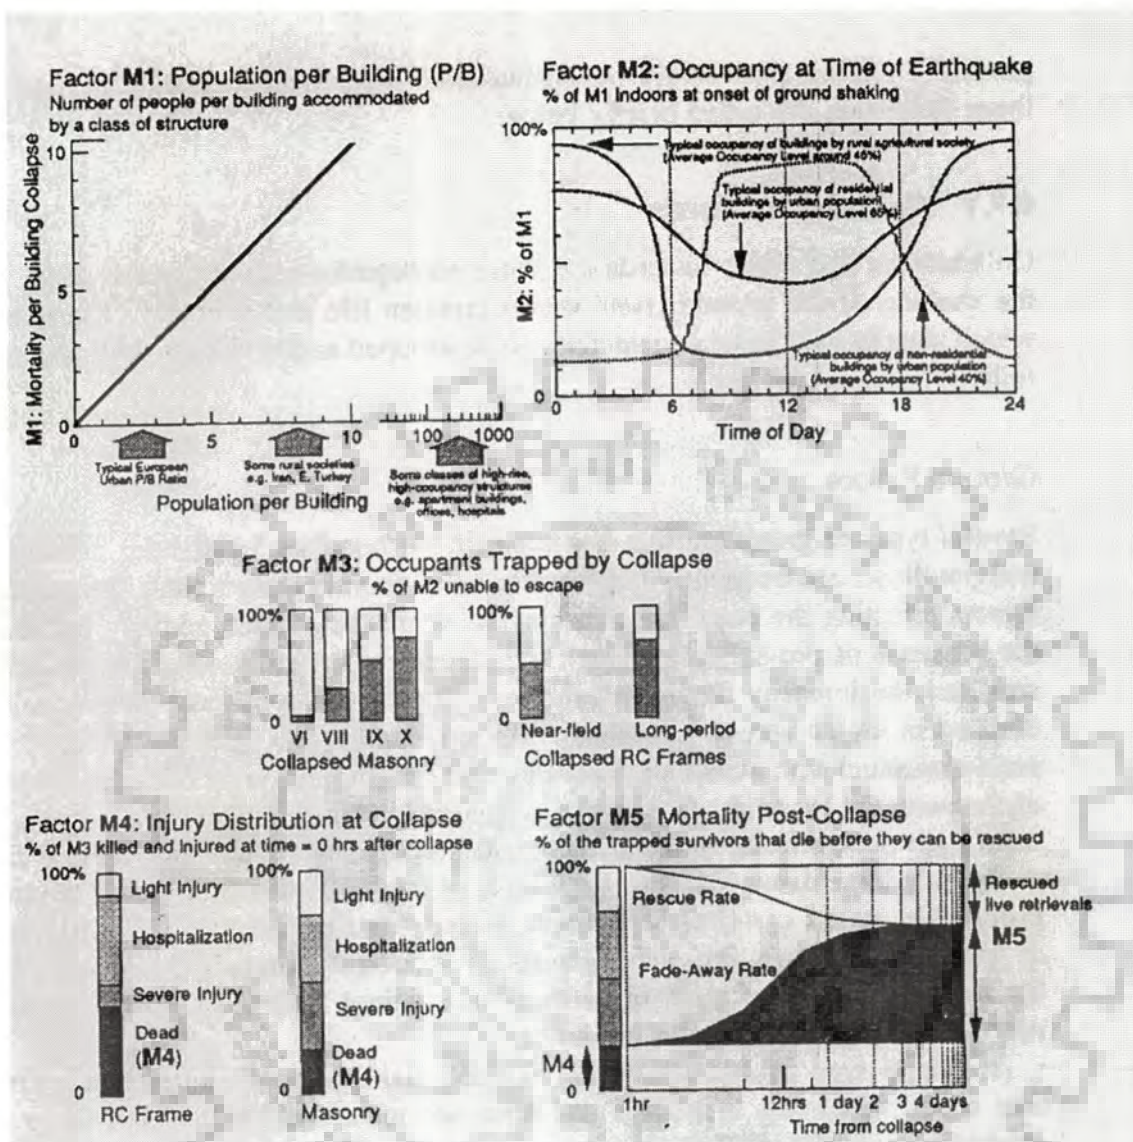 Factor M1: Population per Building (P/B)
Number of people per building accommodated
by a class of structure
M1: Mortality per Building Collapse
10
5
0
0
5
10
100
1000
Typical European
Urban P/B Ratio
Some rural societies
e.g. Iran, E. Turkey
Some classes of high-rise,
high-occupancy structures
e.g. apartment buildings,
offices, hospitals
Population per Building
Factor M2: Occupancy at Time of Earthquake
% of M1 Indoors at onset of ground shaking
100%
M2: % of M1
0
Typical occupancy of buildings by rural agricultural society
(Average Occupancy Level around 45%)
Typical occupancy of residential
buildings by urban population
(Average Occupancy Level 65%)
Typical occupancy of non-residential
buildings by urban population
(Average Occupancy Level 40%)
0
6
12
18
24
Time of Day
Factor M3: Occupants Trapped by Collapse
% of M2 unable to escape
100%
0
VI VIII IX X
Collapsed Masonry
100%
0
Near-field Long-period
Collapsed RC Frames
Factor M4: Injury Distribution at Collapse
% of M3 killed and injured at time = 0 hrs after collapse
100%
Light Injury
Hospitalization
Severe Injury
Dead
(M4)
0
RC Frame
100%
Light Injury
Hospitalization
Severe Injury
Dead
(M4)
0
Masonry
Factor M5 Mortality Post-Collapse
% of the trapped survivors that die before they can be rescued
100%
Rescue Rate
Fade-Away Rate
Rescued
live retrievals
M5
M4
0
1hr
12hrs 1 day 2 3 4 days
Time from collapse